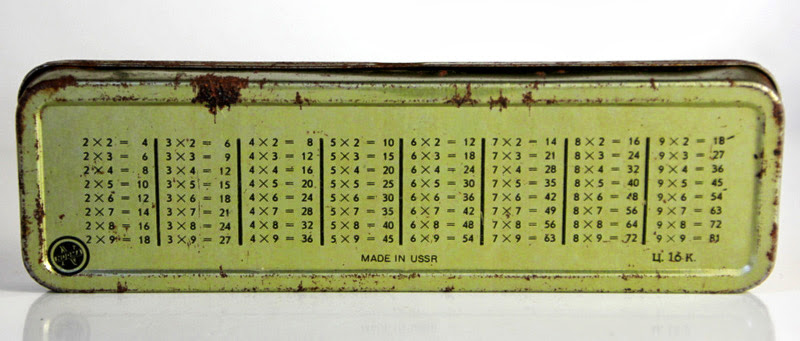 2 × 2 = 4 3 × 2 = 6 4 × 2 = 8 5 × 2 = 10 6 × 2 = 12 7 × 2 = 14 8 × 2 = 16 9 × 2 = 18
2 × 3 = 6 3 × 3 = 9 4 × 3 = 12 5 × 3 = 15 6 × 3 = 18 7 × 3 = 21 8 × 3 = 24 9 × 3 = 27
2 × 4 = 8 3 × 4 = 12 4 × 4 = 16 5 × 4 = 20 6 × 4 = 24 7 × 4 = 28 8 × 4 = 32 9 × 4 = 36
2 × 5 = 10 3 × 5 = 15 4 × 5 = 20 5 × 5 = 25 6 × 5 = 30 7 × 5 = 35 8 × 5 = 40 9 × 5 = 45
2 × 6 = 12 3 × 6 = 18 4 × 6 = 24 5 × 6 = 30 6 × 6 = 36 7 × 6 = 42 8 × 6 = 48 9 × 6 = 54
2 × 7 = 14 3 × 7 = 21 4 × 7 = 28 5 × 7 = 35 6 × 7 = 42 7 × 7 = 49 8 × 7 = 56 9 × 7 = 63
2 × 8 = 16 3 × 8 = 24 4 × 8 = 32 5 × 8 = 40 6 × 8 = 48 7 × 8 = 56 8 × 8 = 64 9 × 8 = 72
2 × 9 = 18 3 × 9 = 27 4 × 9 = 36 5 × 9 = 45 6 × 9 = 54 7 × 9 = 63 8 × 9 = 72 9 × 9 = 81
MADE IN USSR Ц. 16 К.